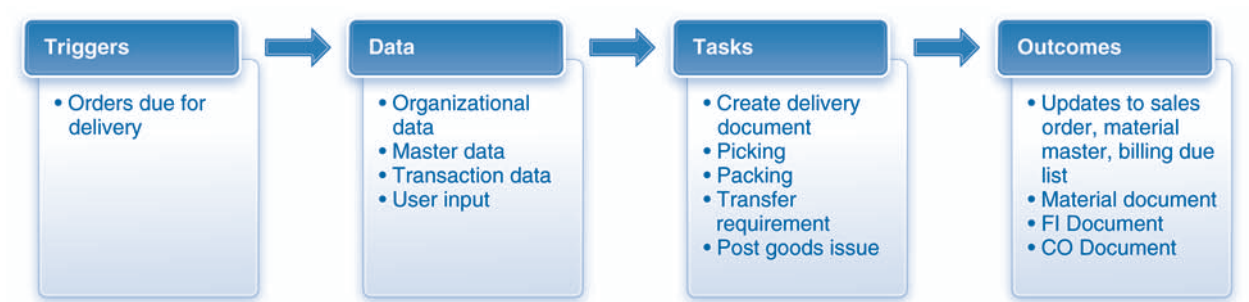 Triggers
• Orders due for
delivery
Data
• Organizational
data
• Master data
• Transaction data
• User input
Tasks
• Create delivery
document
• Picking
• Packing
• Transfer
requirement
• Post goods issue
Outcomes
• Updates to sales
order, material
master, billing due
list
• Material document
• FI Document
• CO Document